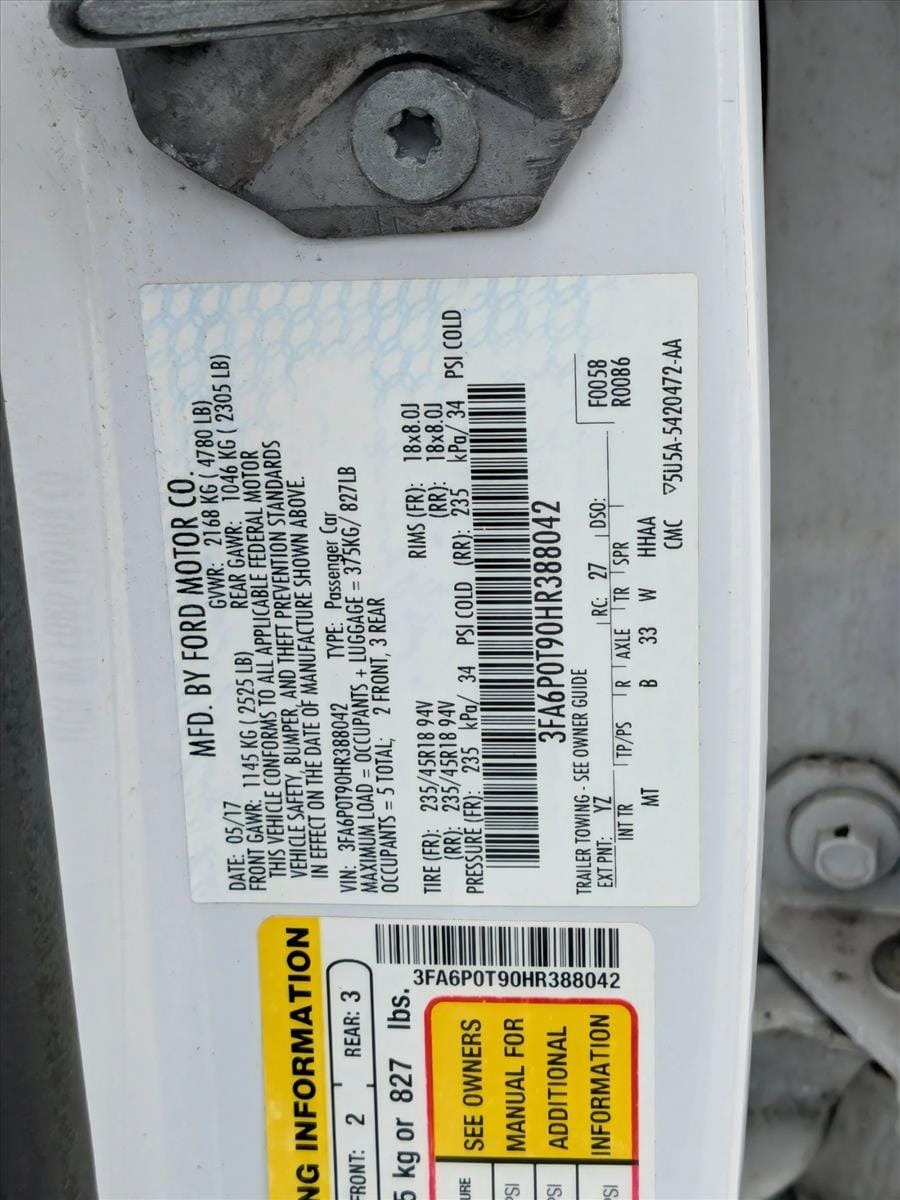 MFD. BY FORD MOTOR CO.
DATE: 05/17 GVWR: 2168 KG ( 4780 LB)
FRONT GAWR: 1145 KG ( 2525 LB) REAR GAWR: 1046 KG ( 2305 LB)
THIS VEHICLE CONFORMS TO ALL APPLICABLE FEDERAL MOTOR
VEHICLE SAFETY, BUMPER, AND THEFT PREVENTION STANDARDS
IN EFFECT ON THE DATE OF MANUFACTURE SHOWN ABOVE.
VIN: 3FA6P0T90HR388042 TYPE: Passenger Car
MAXIMUM LOAD = OCCUPANTS + LUGGAGE = 375KG/ 827LB
OCCUPANTS = 5 TOTAL, 2 FRONT, 3 REAR
TIRE (FR): 235/45R18 94V RIMS (FR): 18x8.0J
(RR): 235/45R18 94V (RR): 18x8.0J
PRESSURE (FR): 235 kPa/ 34 PSI COLD (RR): 235 kPa/ 34 PSI COLD
3FA6P0T90HR388042
TRAILER TOWING - SEE OWNER GUIDE
EXT PNT: YZ RC: 27 DSO: F0058
R0086
INT TR TP/PS R AXLE TR SPR
MT B 33 W HHAA
CMC ▽5U5A-5420472-AA
NG INFORMATION
FRONT: 2 REAR: 3
5 kg or 827 lbs.
3FA6P0T90HR388042
URE SEE OWNERS
PSI MANUAL FOR
PSI ADDITIONAL
PSI INFORMATION